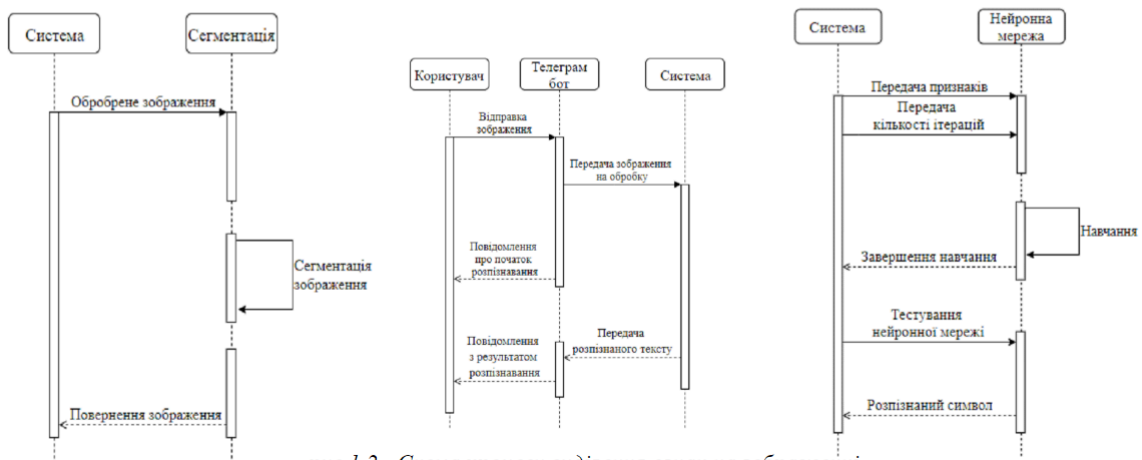 Система
Сегментація
Обробрене зображення
Сегментація
зображення
Повернення зображення
Користувач
Телеграм
бот
Система
Відправка
зображення
Передача зображення
на обробку
Повідомлення
про початок
розпізнавання
Передача
розпізнаного тексту
Повідомлення
з результатом
розпізнавання
Система
Нейронна
мережа
Передача признаків
Передача
кількості ітерацій
Навчання
Завершення навчання
Тестування
нейронної мережі
Розпізнаний символ